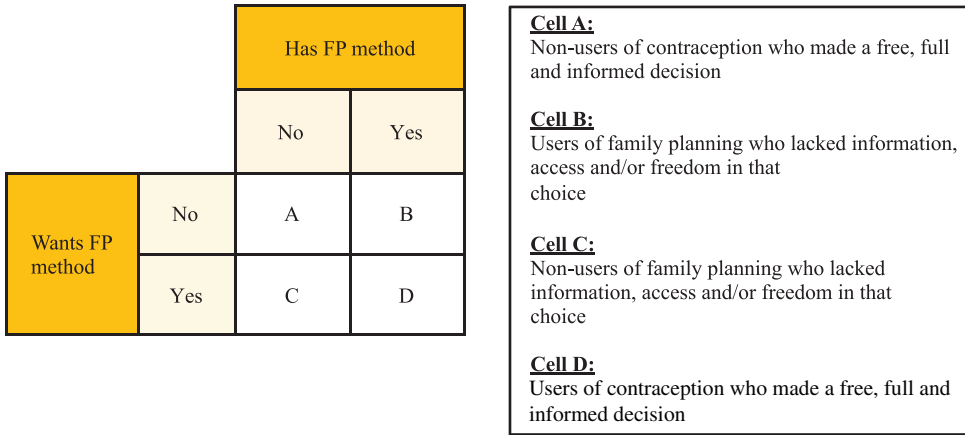 Has FP method
No
Yes
Wants FP
method
No
A
B
Yes
C
D
Cell A:
Non-users of contraception who made a free, full
and informed decision
Cell B:
Users of family planning who lacked information,
access and/or freedom in that
choice
Cell C:
Non-users of family planning who lacked
information, access and/or freedom in that
choice
Cell D:
Users of contraception who made a free, full and
informed decision